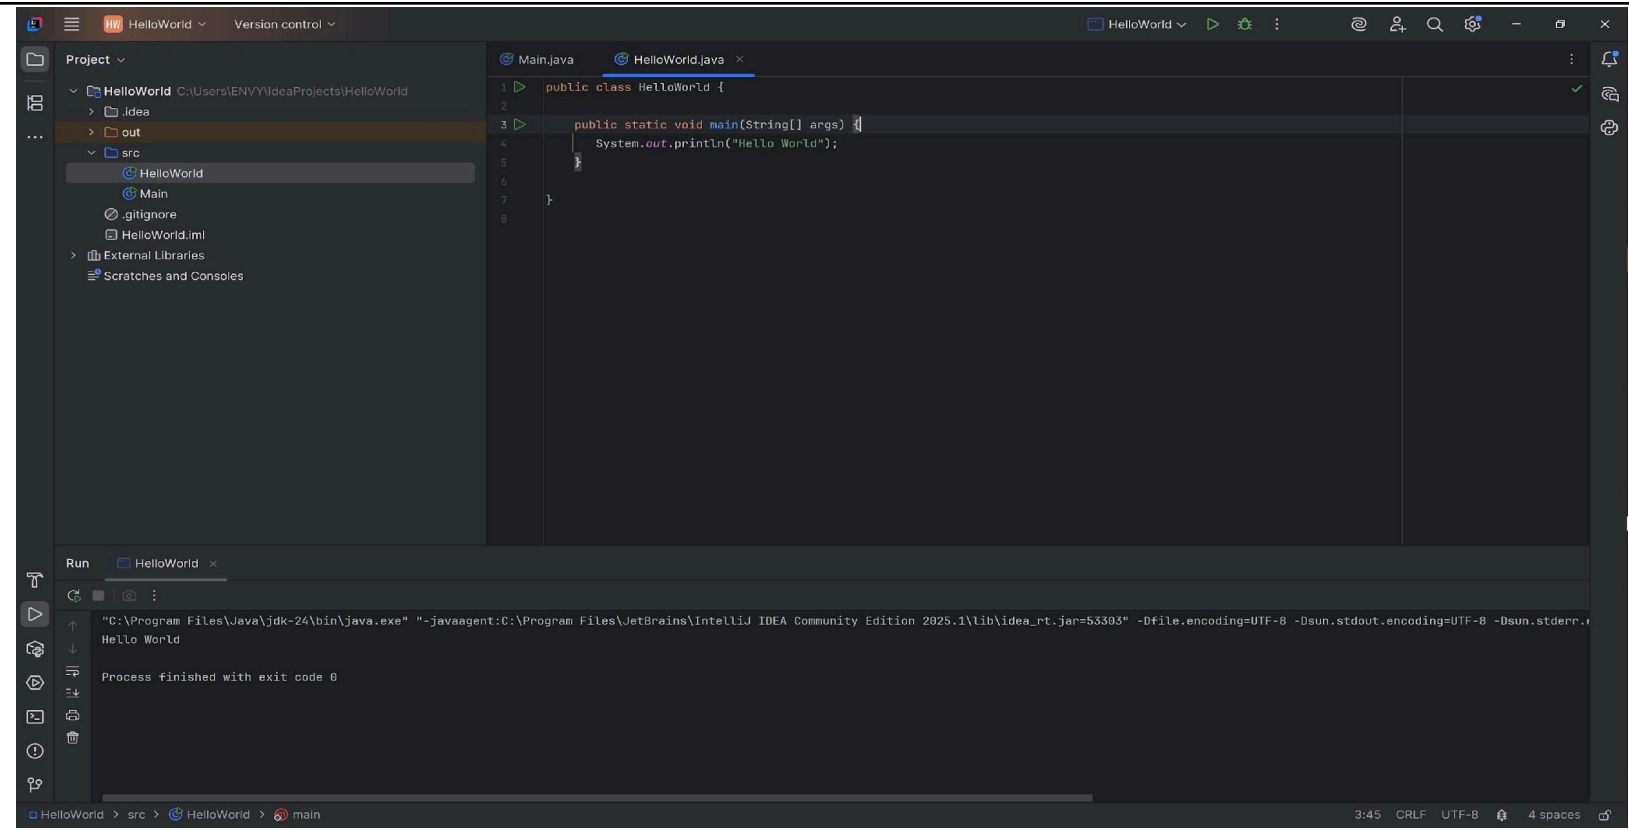 HW HelloWorld Version control HelloWorld
Project
Main.java HelloWorld.java
HelloWorld C:\Users\ENVY\IdeaProjects\HelloWorld
.idea
out
src
HelloWorld
Main
.gitignore
HelloWorld.iml
External Libraries
Scratches and Consoles
1 public class HelloWorld {
2
3 public static void main(String[] args) {
4 System.out.println("Hello World");
5 }
6
7 }
8
Run HelloWorld
"C:\Program Files\Java\jdk-24\bin\java.exe" "-javaagent:C:\Program Files\JetBrains\IntelliJ IDEA Community Edition 2025.1\lib\idea_rt.jar=53303" -Dfile.encoding=UTF-8 -Dsun.stdout.encoding=UTF-8 -Dsun.stderr.
Hello World
Process finished with exit code 0
HelloWorld > src > HelloWorld > main 3:45 CRLF UTF-8 4 spaces